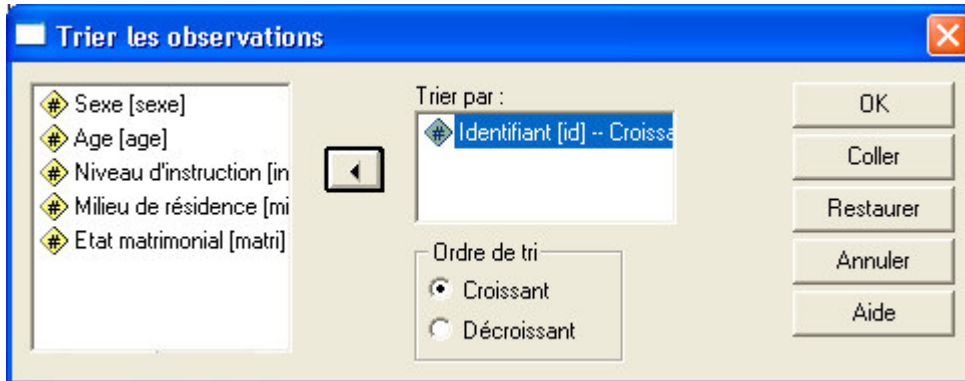 Trier les observations
Sexe [sexe]
Age [age]
Niveau d'instruction [in
Milieu de résidence [mi
Etat matrimonial [matri]
Trier par :
Identifiant [id] -- Croissa
Ordre de tri
Croissant
Décroissant
OK
Coller
Restaurer
Annuler
Aide